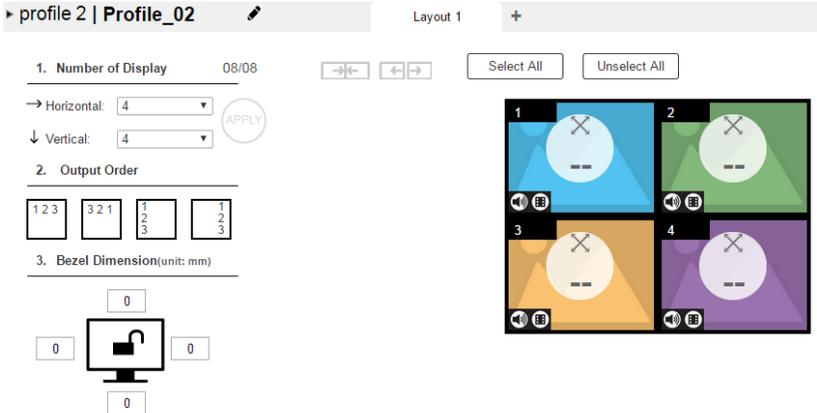 profile 2 | Profile_02
Layout 1
+
1. Number of Display 08/08
Select All
Unselect All
Horizontal: 4
APPLY
Vertical: 4
2. Output Order
1 2 3
3 2 1
1
2
3
1
2
3
3. Bezel Dimension(unit: mm)
0
0
0
0
1
--
2
--
3
--
4
--